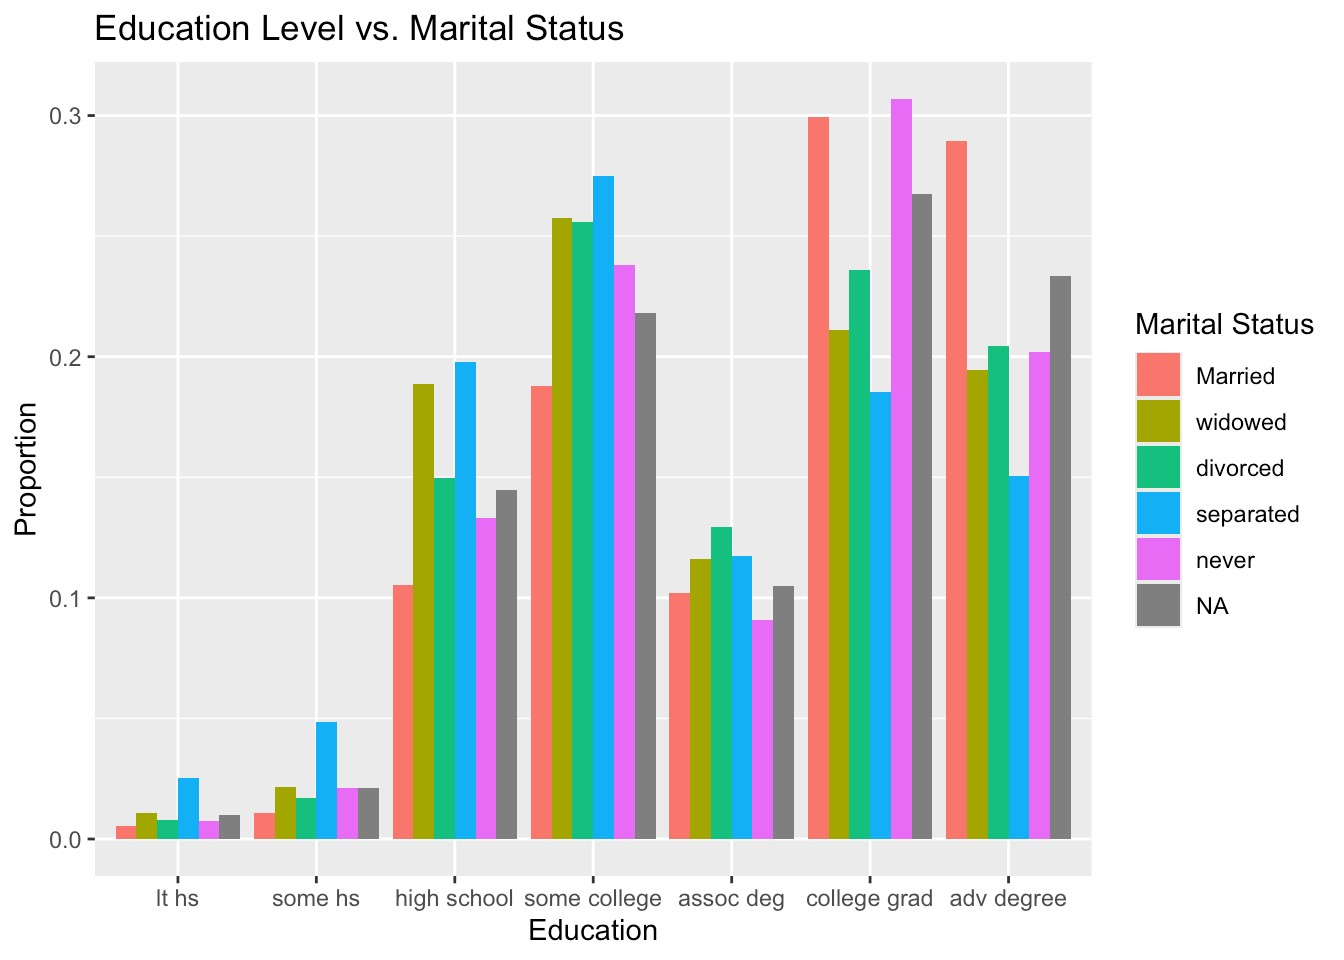 Education Level vs. Marital Status
Proportion
0.3
0.2
0.1
0.0
lt hs some hs high school some college assoc deg college grad adv degree
Education
Marital Status
Married
widowed
divorced
separated
never
NA